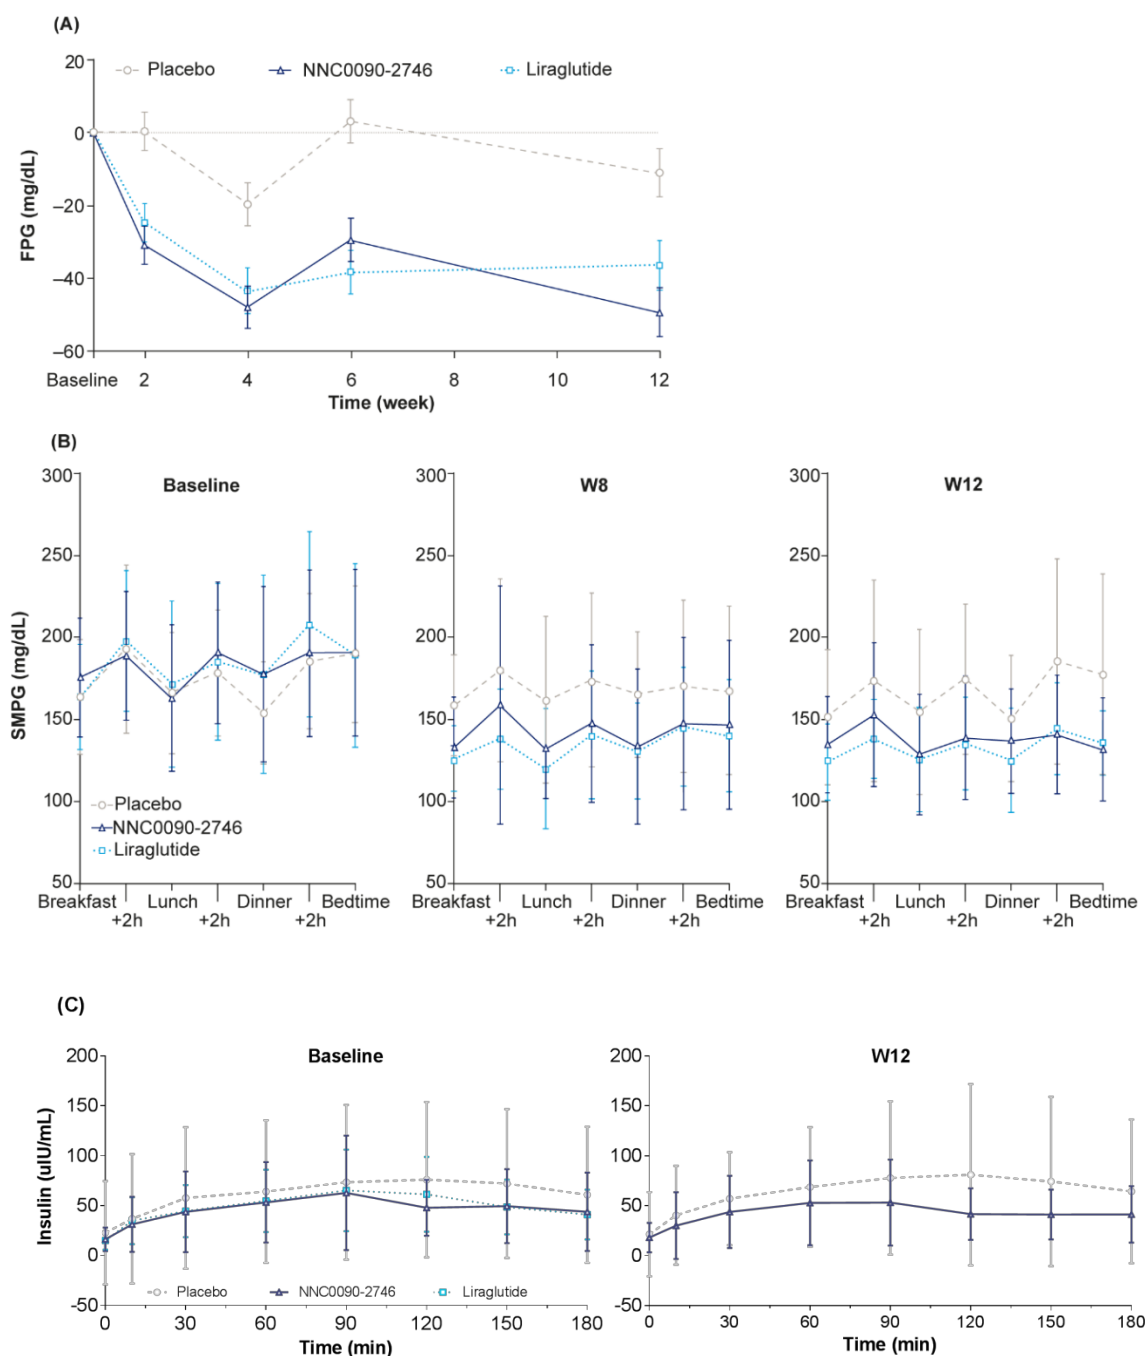 (A)
Placebo NNC0090-2746 Liraglutide
20
0
–20
–40
–60
FPG (mg/dL)
Baseline 2 4 6 8 10 12
Time (week)
(B)
Baseline W8 W12
300 300 300
250 250 250
200 200 200
150 150 150
100 100 100
50 50 50
SMPG (mg/dL)
Placebo
NNC0090-2746
Liraglutide
Breakfast Lunch Dinner Bedtime Breakfast Lunch Dinner Bedtime Breakfast Lunch Dinner Bedtime
+2h +2h +2h +2h +2h +2h +2h +2h +2h
(C)
Baseline W12
200 200
150 150
100 100
50 50
0 0
-50 -50
Insulin (uIU/mL)
Placebo NNC0090-2746 Liraglutide
0 30 60 90 120 150 180 0 30 60 90 120 150 180
Time (min) Time (min)